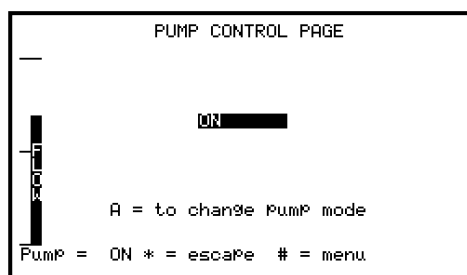 PUMP CONTROL PAGE
ON
FLOW
A = to change pump mode
Pump = ON * = escape # = menu